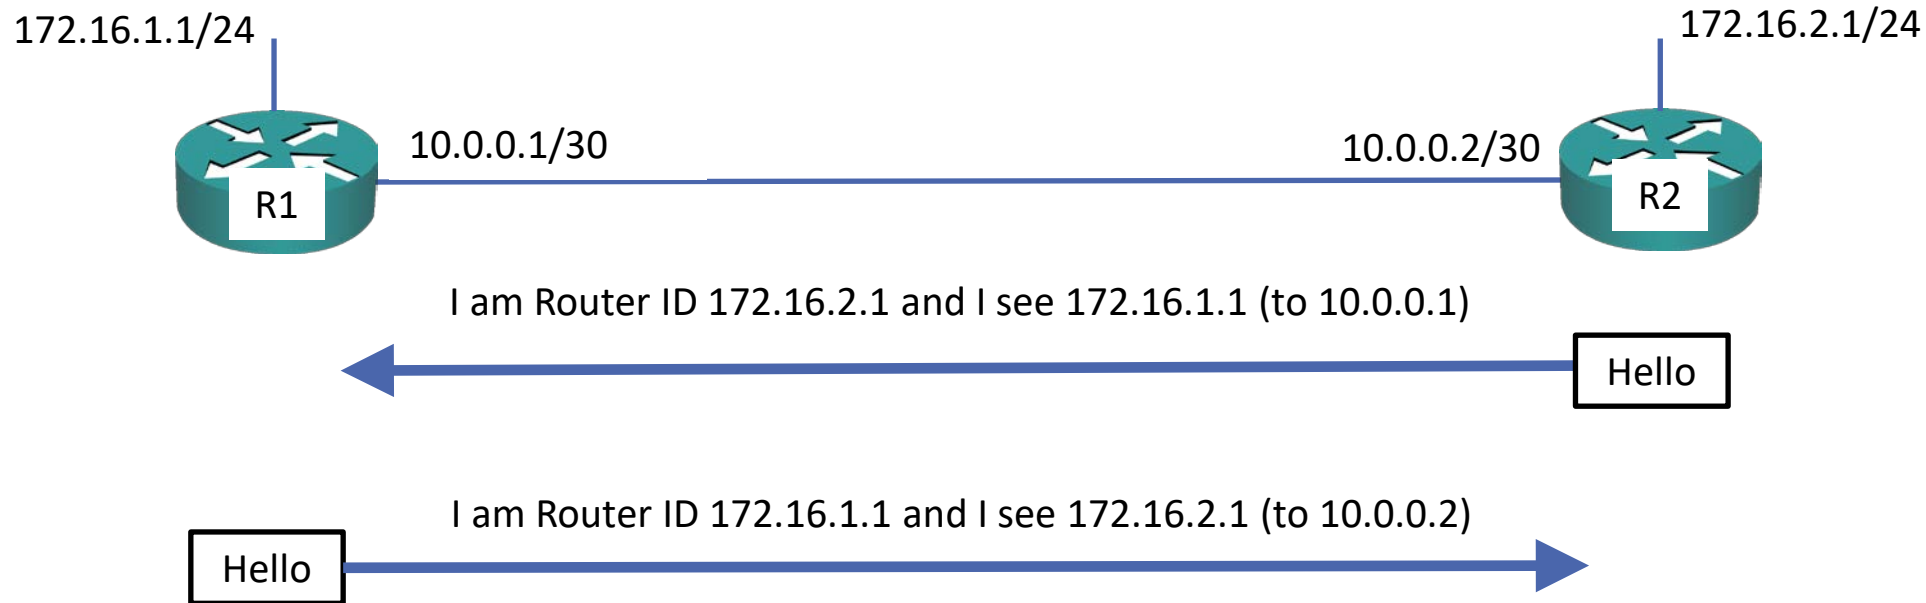 172.16.1.1/24
172.16.2.1/24
10.0.0.1/30
10.0.0.2/30
R1
R2
I am Router ID 172.16.2.1 and I see 172.16.1.1 (to 10.0.0.1)
Hello
I am Router ID 172.16.1.1 and I see 172.16.2.1 (to 10.0.0.2)
Hello